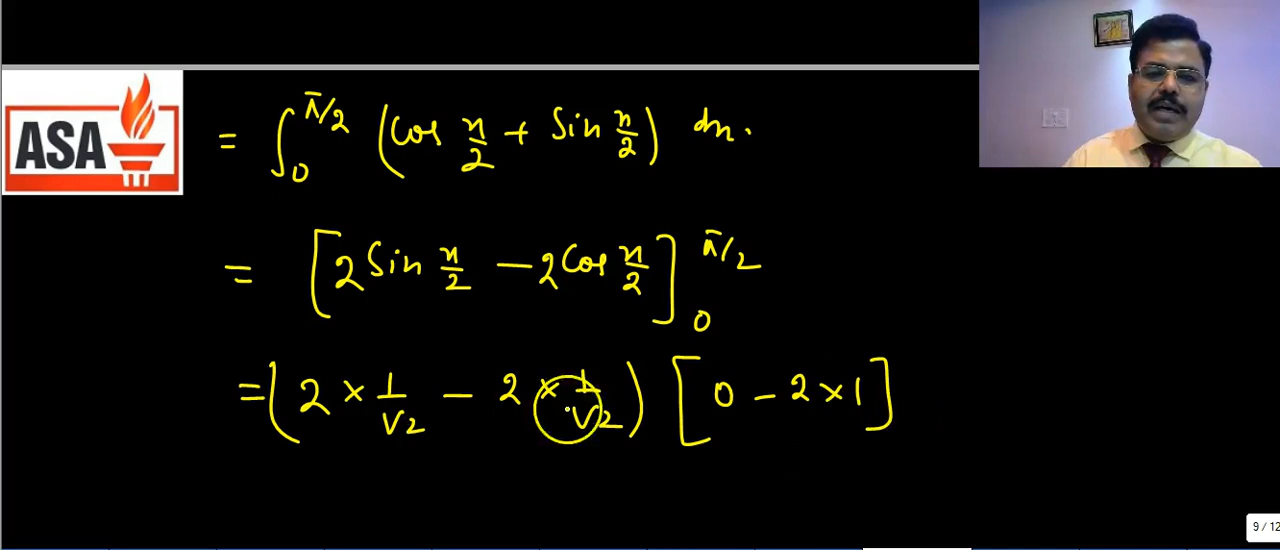 ASA
= ∫₀^π/2 (Cos x/2 + Sin x/2) dx.
= [2 Sin x/2 - 2 Cos x/2]₀^π/2
= (2 × 1/√2 - 2 × 1/√2) [0 - 2 × 1]
9 / 12